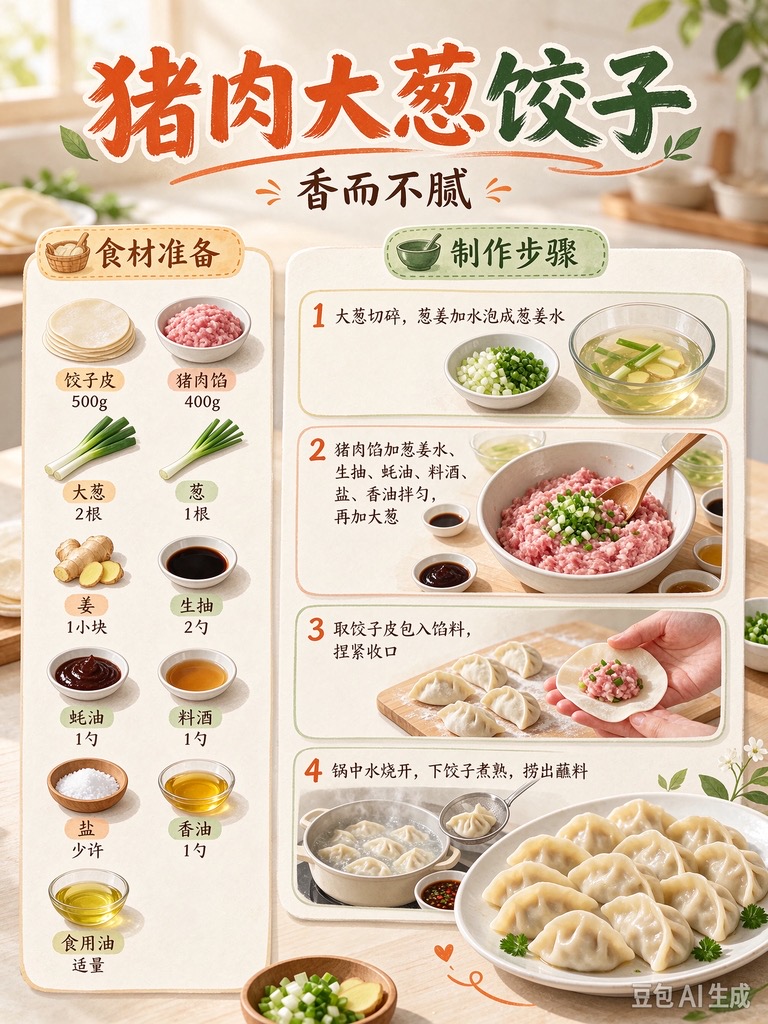 猪肉大葱饺子
香而不腻
食材准备
饺子皮
500g
猪肉馅
400g
大葱
2根
葱
1根
姜
1小块
生抽
2勺
蚝油
1勺
料酒
1勺
盐
少许
香油
1勺
食用油
适量
制作步骤
1 大葱切碎，葱姜加水泡成葱姜水
2 猪肉馅加葱姜水、
生抽、蚝油、料酒、
盐、香油拌匀，
再加大葱
3 取饺子皮包入馅料，
捏紧收口
4 锅中水烧开，下饺子煮熟，捞出蘸料
豆包AI生成